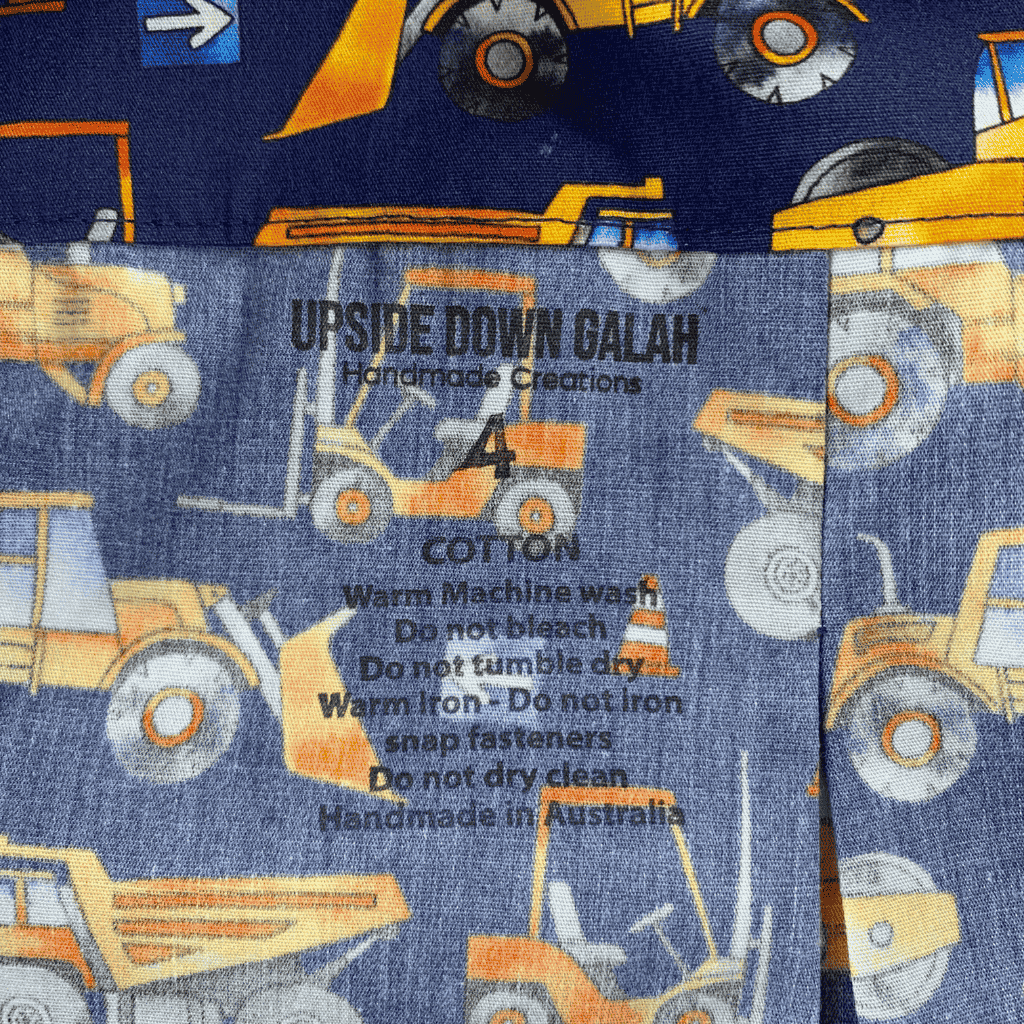 UPSIDE DOWN GALAH
Handmade Creations
4
COTTON
Warm Machine wash
Do not bleach
Do not tumble dry
Warm Iron - Do not iron
snap fasteners
Do not dry clean
Handmade in Australia